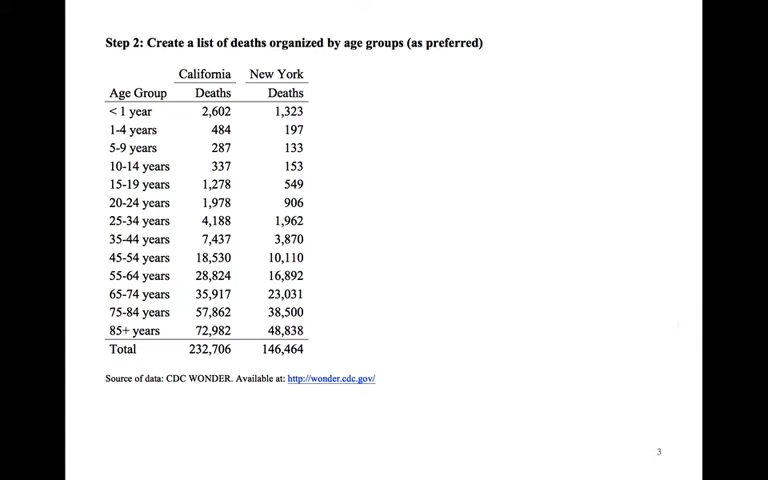 Step 2: Create a list of deaths organized by age groups (as preferred)
California New York
Age Group Deaths Deaths
< 1 year 2,602 1,323
1-4 years 484 197
5-9 years 287 133
10-14 years 337 153
15-19 years 1,278 549
20-24 years 1,978 906
25-34 years 4,188 1,962
35-44 years 7,437 3,870
45-54 years 18,530 10,110
55-64 years 28,824 16,892
65-74 years 35,917 23,031
75-84 years 57,862 38,500
85+ years 72,982 48,838
Total 232,706 146,464
Source of data: CDC WONDER. Available at: http://wonder.cdc.gov/
3